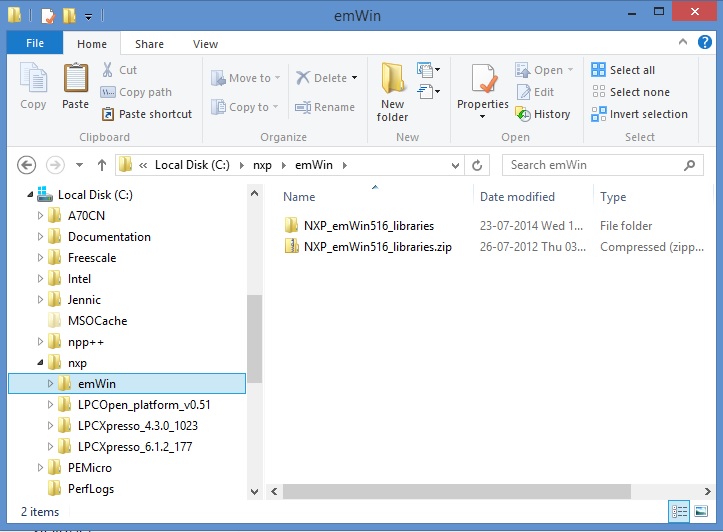 emWin
File Home Share View
Copy
Paste
Cut
Copy path
Paste shortcut
Clipboard
Move to
Copy to
Delete
Rename
Organize
New folder
New
Properties
Open
Edit
History
Open
Select all
Select none
Invert selection
Select
« Local Disk (C:) nxp emWin
Search emWin
Local Disk (C:)
A70CN
Documentation
Freescale
Intel
Jennic
MSOCache
npp++
nxp
emWin
LPCOpen_platform_v0.51
LPCXpresso_4.3.0_1023
LPCXpresso_6.1.2_177
PEMicro
PerfLogs
Name Date modified Type
NXP_emWin516_libraries 23-07-2014 Wed 1... File folder
NXP_emWin516_libraries.zip 26-07-2012 Thu 03... Compressed (zipp...
2 items